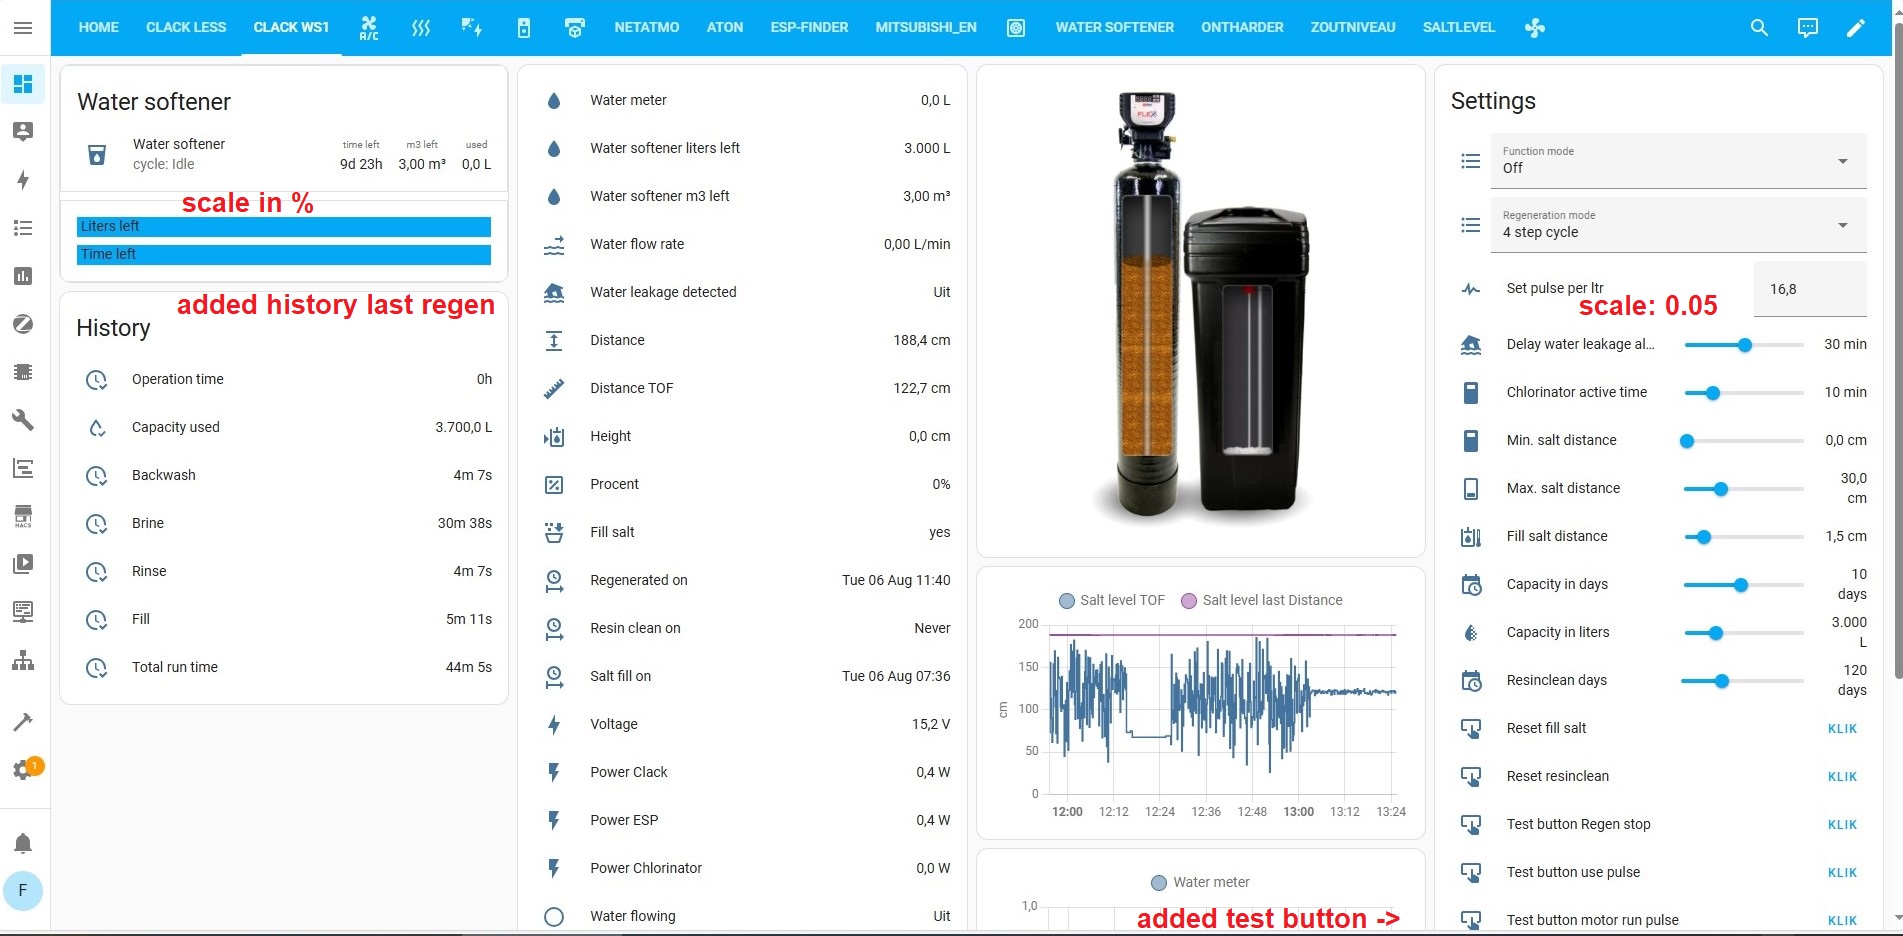 HOME CLACK LESS CLACK WS1 A/C NETATMO ATON ESP-FINDER MITSUBISHI_EN WATER SOFTENER ONTHARDER ZOUTNIVEAU SALTLEVEL
HACS
1
F
Water softener
Water softener
cycle: Idle
time left m3 left used
9d 23h 3,00 m³ 0,0 L
scale in %
Liters left
Time left
added history last regen
History
Operation time 0h
Capacity used 3.700,0 L
Backwash 4m 7s
Brine 30m 38s
Rinse 4m 7s
Fill 5m 11s
Total run time 44m 5s
Water meter 0,0 L
Water softener liters left 3.000 L
Water softener m3 left 3,00 m³
Water flow rate 0,00 L/min
Water leakage detected Uit
Distance 188,4 cm
Distance TOF 122,7 cm
Height 0,0 cm
Procent 0%
Fill salt yes
Regenerated on Tue 06 Aug 11:40
Resin clean on Never
Salt fill on Tue 06 Aug 07:36
Voltage 15,2 V
Power Clack 0,4 W
Power ESP 0,4 W
Power Chlorinator 0,0 W
Water flowing Uit
FLEX
Salt level TOF Salt level last Distance
200
150
100
50
0
cm
12:00 12:12 12:24 12:36 12:48 13:00 13:12 13:24
Water meter
1,0
added test button ->
Settings
Function mode
Off
Regeneration mode
4 step cycle
Set pulse per ltr 16,8
scale: 0.05
Delay water leakage al... 30 min
Chlorinator active time 10 min
Min. salt distance 0,0 cm
Max. salt distance 30,0 cm
Fill salt distance 1,5 cm
Capacity in days 10 days
Capacity in liters 3.000 L
Resinclean days 120 days
Reset fill salt KLIK
Reset resinclean KLIK
Test button Regen stop KLIK
Test button use pulse KLIK
Test button motor run pulse KLIK